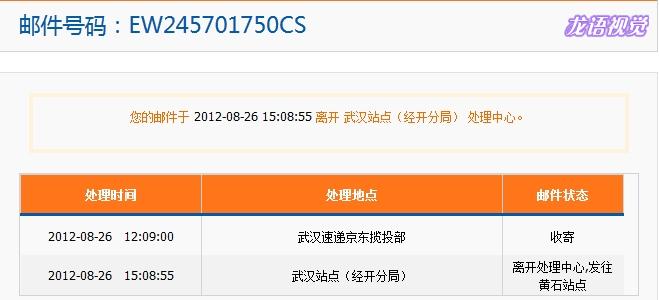 邮件号码：EW245701750CS
龙语视觉
您的邮件于 2012-08-26 15:08:55 离开 武汉站点（经开分局） 处理中心。
处理时间 处理地点 邮件状态
2012-08-26 12:09:00 武汉速递京东揽投部 收寄
2012-08-26 15:08:55 武汉站点（经开分局） 离开处理中心,发往
黄石站点